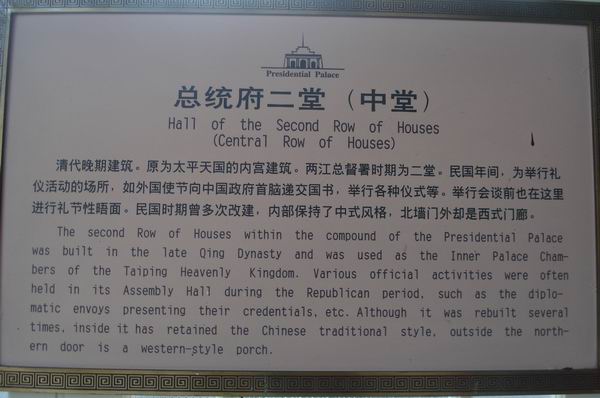 Presidential Palace
总统府二堂（中堂）
Hall of the Second Row of Houses
(Central Row of Houses)
清代晚期建筑。原为太平天国的内宫建筑。两江总督署时期为二堂。民国年间，为举行礼
仪活动的场所，如外国使节向中国政府首脑递交国书，举行各种仪式等。举行会谈前也在这里
进行礼节性晤面。民国时期曾多次改建，内部保持了中式风格，北墙门外却是西式门廊。
The second Row of Houses within the compound of the Presidential Palace
was built in the late Qing Dynasty and was used as the Inner Palace Cham-
bers of the Taiping Heavenly Kingdom. Various official activities were often
held in its Assembly Hall during the Republican period, such as the diplo-
matic envoys presenting their credentials, etc. Although it was rebuilt several
times, inside it has retained the Chinese traditional style, outside the north-
ern door is a western-style porch.